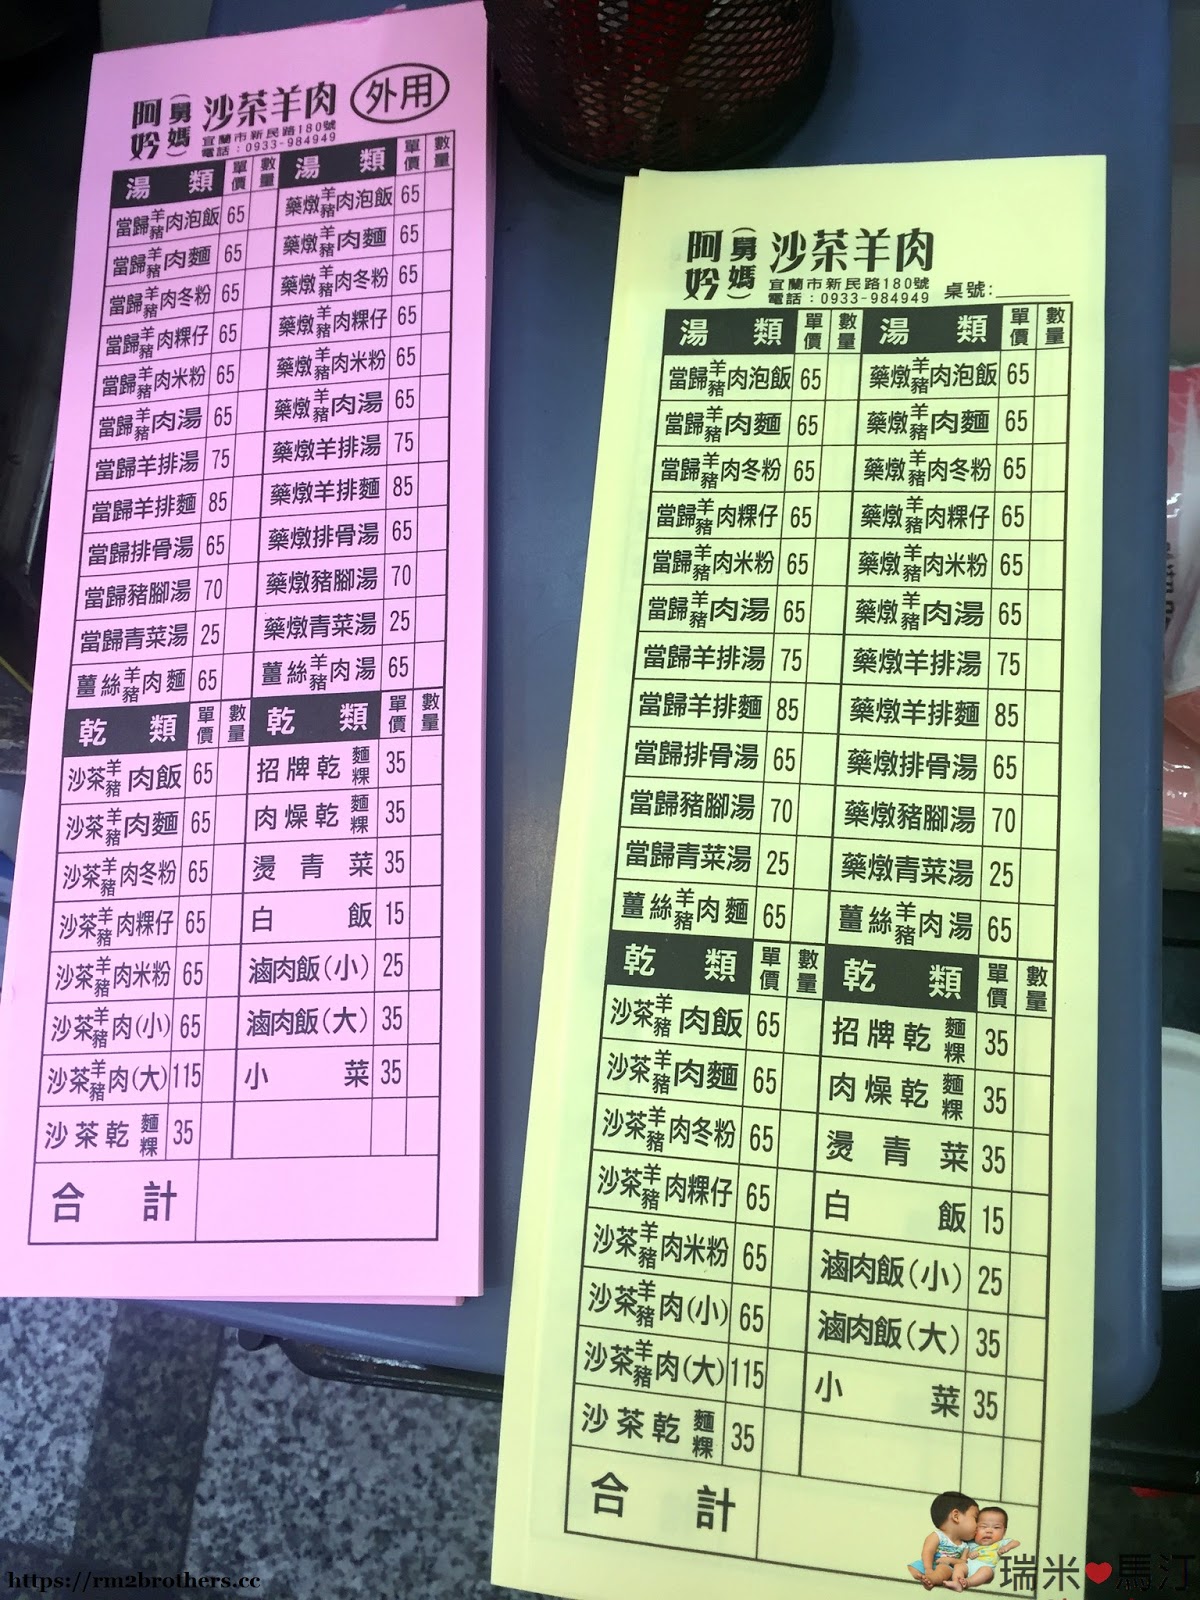 阿妗(舅媽)沙茶羊肉 外用
宜蘭市新民路180號
電話：0933-984949
湯類 單價 數量 湯類 單價 數量
當歸羊豬肉泡飯 65 藥燉羊豬肉泡飯 65
當歸羊豬肉麵 65 藥燉羊豬肉麵 65
當歸羊豬肉冬粉 65 藥燉羊豬肉冬粉 65
當歸羊豬肉粿仔 65 藥燉羊豬肉粿仔 65
當歸羊豬肉米粉 65 藥燉羊豬肉米粉 65
當歸羊豬肉湯 65 藥燉羊豬肉湯 65
當歸羊排湯 75 藥燉羊排湯 75
當歸羊排麵 85 藥燉羊排麵 85
當歸排骨湯 65 藥燉排骨湯 65
當歸豬腳湯 70 藥燉豬腳湯 70
當歸青菜湯 25 藥燉青菜湯 25
薑絲羊豬肉麵 65 薑絲羊豬肉湯 65
乾類 單價 數量 乾類 單價 數量
沙茶羊豬肉飯 65 招牌乾麵粿 35
沙茶羊豬肉麵 65 肉燥乾麵粿 35
沙茶羊豬肉冬粉 65 燙青菜 35
沙茶羊豬肉粿仔 65 白飯 15
沙茶羊豬肉米粉 65 滷肉飯(小) 25
沙茶羊豬肉(小) 65 滷肉飯(大) 35
沙茶羊豬肉(大) 115 小菜 35
沙茶乾麵粿 35
合計
阿妗(舅媽)沙茶羊肉
宜蘭市新民路180號
電話：0933-984949 桌號:
湯類 單價 數量 湯類 單價 數量
當歸羊豬肉泡飯 65 藥燉羊豬肉泡飯 65
當歸羊豬肉麵 65 藥燉羊豬肉麵 65
當歸羊豬肉冬粉 65 藥燉羊豬肉冬粉 65
當歸羊豬肉粿仔 65 藥燉羊豬肉粿仔 65
當歸羊豬肉米粉 65 藥燉羊豬肉米粉 65
當歸羊豬肉湯 65 藥燉羊豬肉湯 65
當歸羊排湯 75 藥燉羊排湯 75
當歸羊排麵 85 藥燉羊排麵 85
當歸排骨湯 65 藥燉排骨湯 65
當歸豬腳湯 70 藥燉豬腳湯 70
當歸青菜湯 25 藥燉青菜湯 25
薑絲羊豬肉麵 65 薑絲羊豬肉湯 65
乾類 單價 數量 乾類 單價 數量
沙茶羊豬肉飯 65 招牌乾麵粿 35
沙茶羊豬肉麵 65 肉燥乾麵粿 35
沙茶羊豬肉冬粉 65 燙青菜 35
沙茶羊豬肉粿仔 65 白飯 15
沙茶羊豬肉米粉 65 滷肉飯(小) 25
沙茶羊豬肉(小) 65 滷肉飯(大) 35
沙茶羊豬肉(大) 115 小菜 35
沙茶乾麵粿 35
合計
https://rm2brothers.cc
瑞米❤馬汀